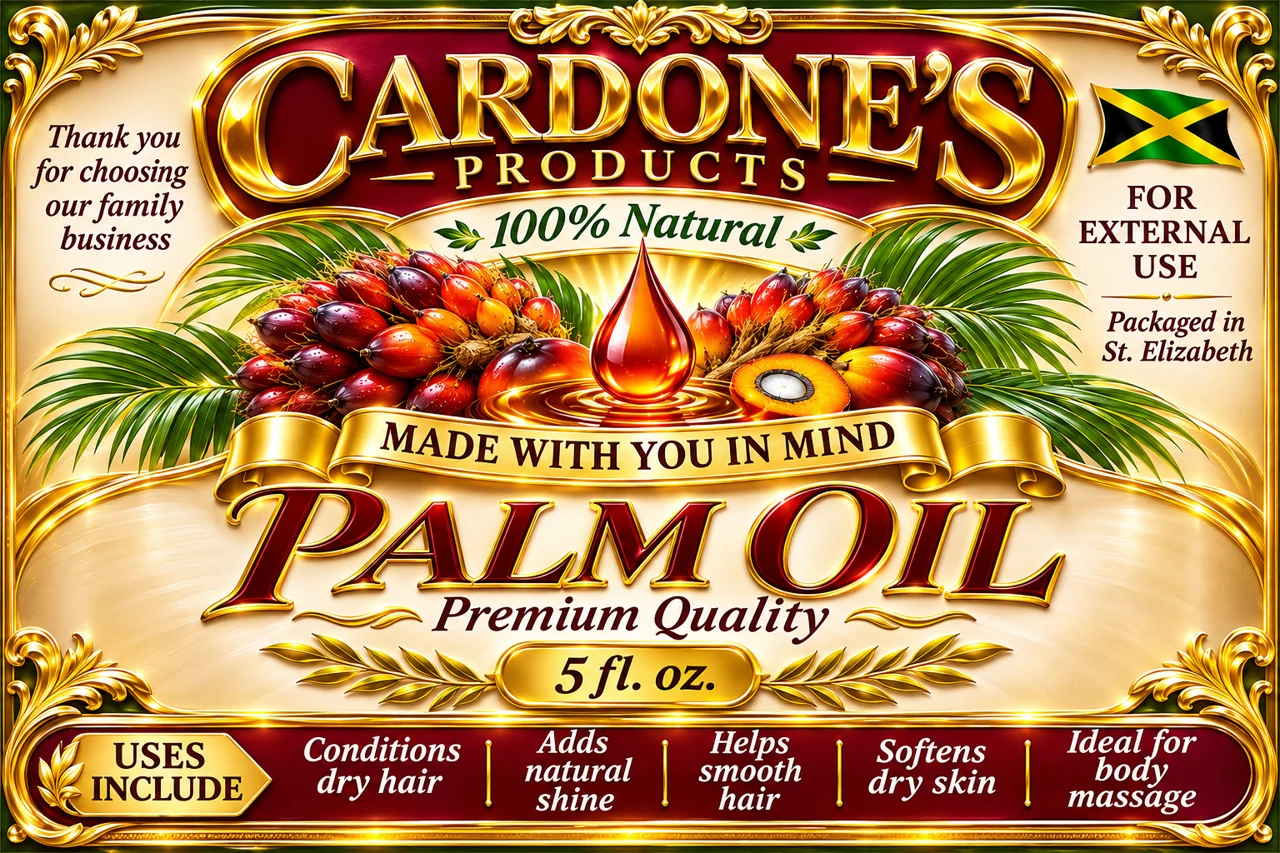 CARDONE'S
PRODUCTS
100% Natural
Thank you
for choosing
our family
business
FOR
EXTERNAL
USE
Packaged in
St. Elizabeth
MADE WITH YOU IN MIND
PALM OIL
Premium Quality
5 fl. oz.
USES
INCLUDE
Conditions
dry hair
Adds
natural
shine
Helps
smooth
hair
Softens
dry skin
Ideal for
body
massage